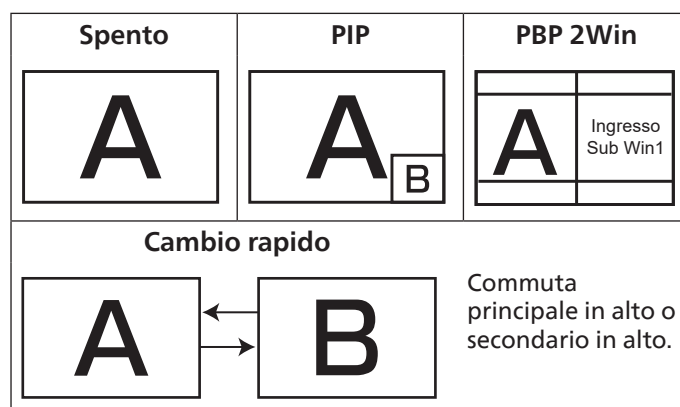 Spento
PIP
PBP 2Win
A
A
B
A
Ingresso
Sub Win1
Cambio rapido
A
B
Commuta
principale in alto o
secondario in alto.